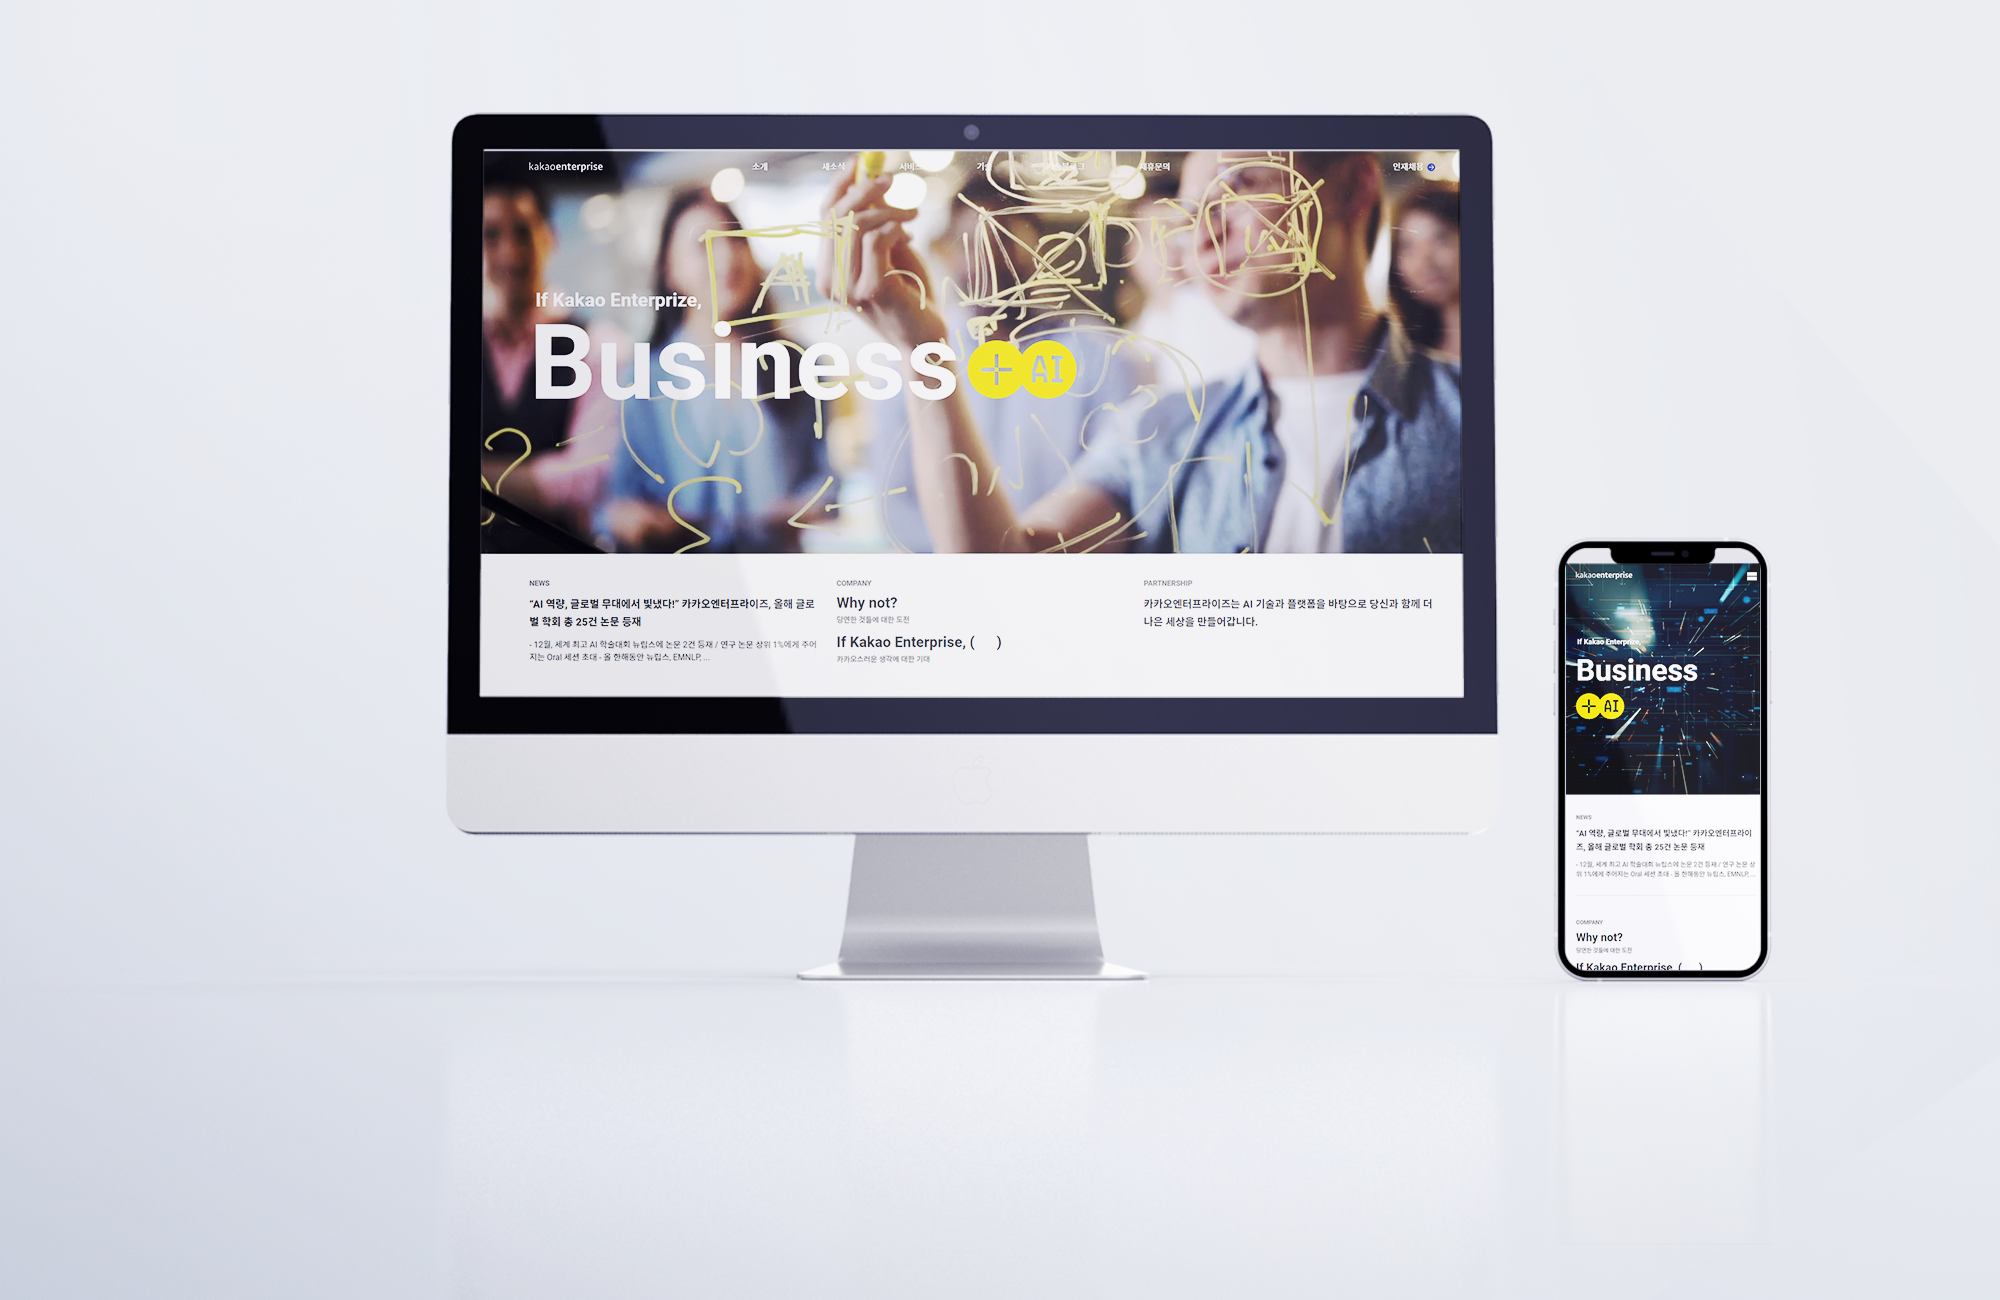 kakaoenterprise
소개
새소식
서비스
기술
제휴문의
인재채용
If Kakao Enterprize,
Business
AI
NEWS
COMPANY
PARTNERSHIP
“AI 역량, 글로벌 무대에서 빛냈다!” 카카오엔터프라이즈, 올해 글로
벌 학회 총 25건 논문 등재
- 12월, 세계 최고 AI 학술대회 뉴립스에 논문 2건 등재 / 연구 논문 상위 1%에게 주어
지는 Oral 세션 초대 - 올 한해동안 뉴립스, EMNLP, ...
Why not?
당연한 것들에 대한 도전
If Kakao Enterprise, (      )
카카오스러운 생각에 대한 기대
카카오엔터프라이즈는 AI 기술과 플랫폼을 바탕으로 당신과 함께 더
나은 세상을 만들어갑니다.
kakaoenterprise
If Kakao Enterprize,
Business
AI
NEWS
“AI 역량, 글로벌 무대에서 빛냈다!” 카카오엔터프라이
즈, 올해 글로벌 학회 총 25건 논문 등재
- 12월, 세계 최고 AI 학술대회 뉴립스에 논문 2건 등재 / 연구 논문 상
위 1%에게 주어지는 Oral 세션 초대 - 올 한해동안 뉴립스, EMNLP, ...
COMPANY
Why not?
당연한 것들에 대한 도전
If Kakao Enterprise, (      )